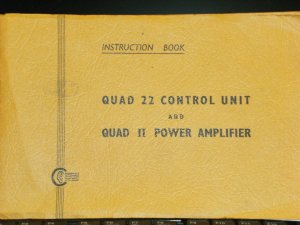 INSTRUCTION BOOK
QUAD 22 CONTROL UNIT
AND
QUAD II POWER AMPLIFIER